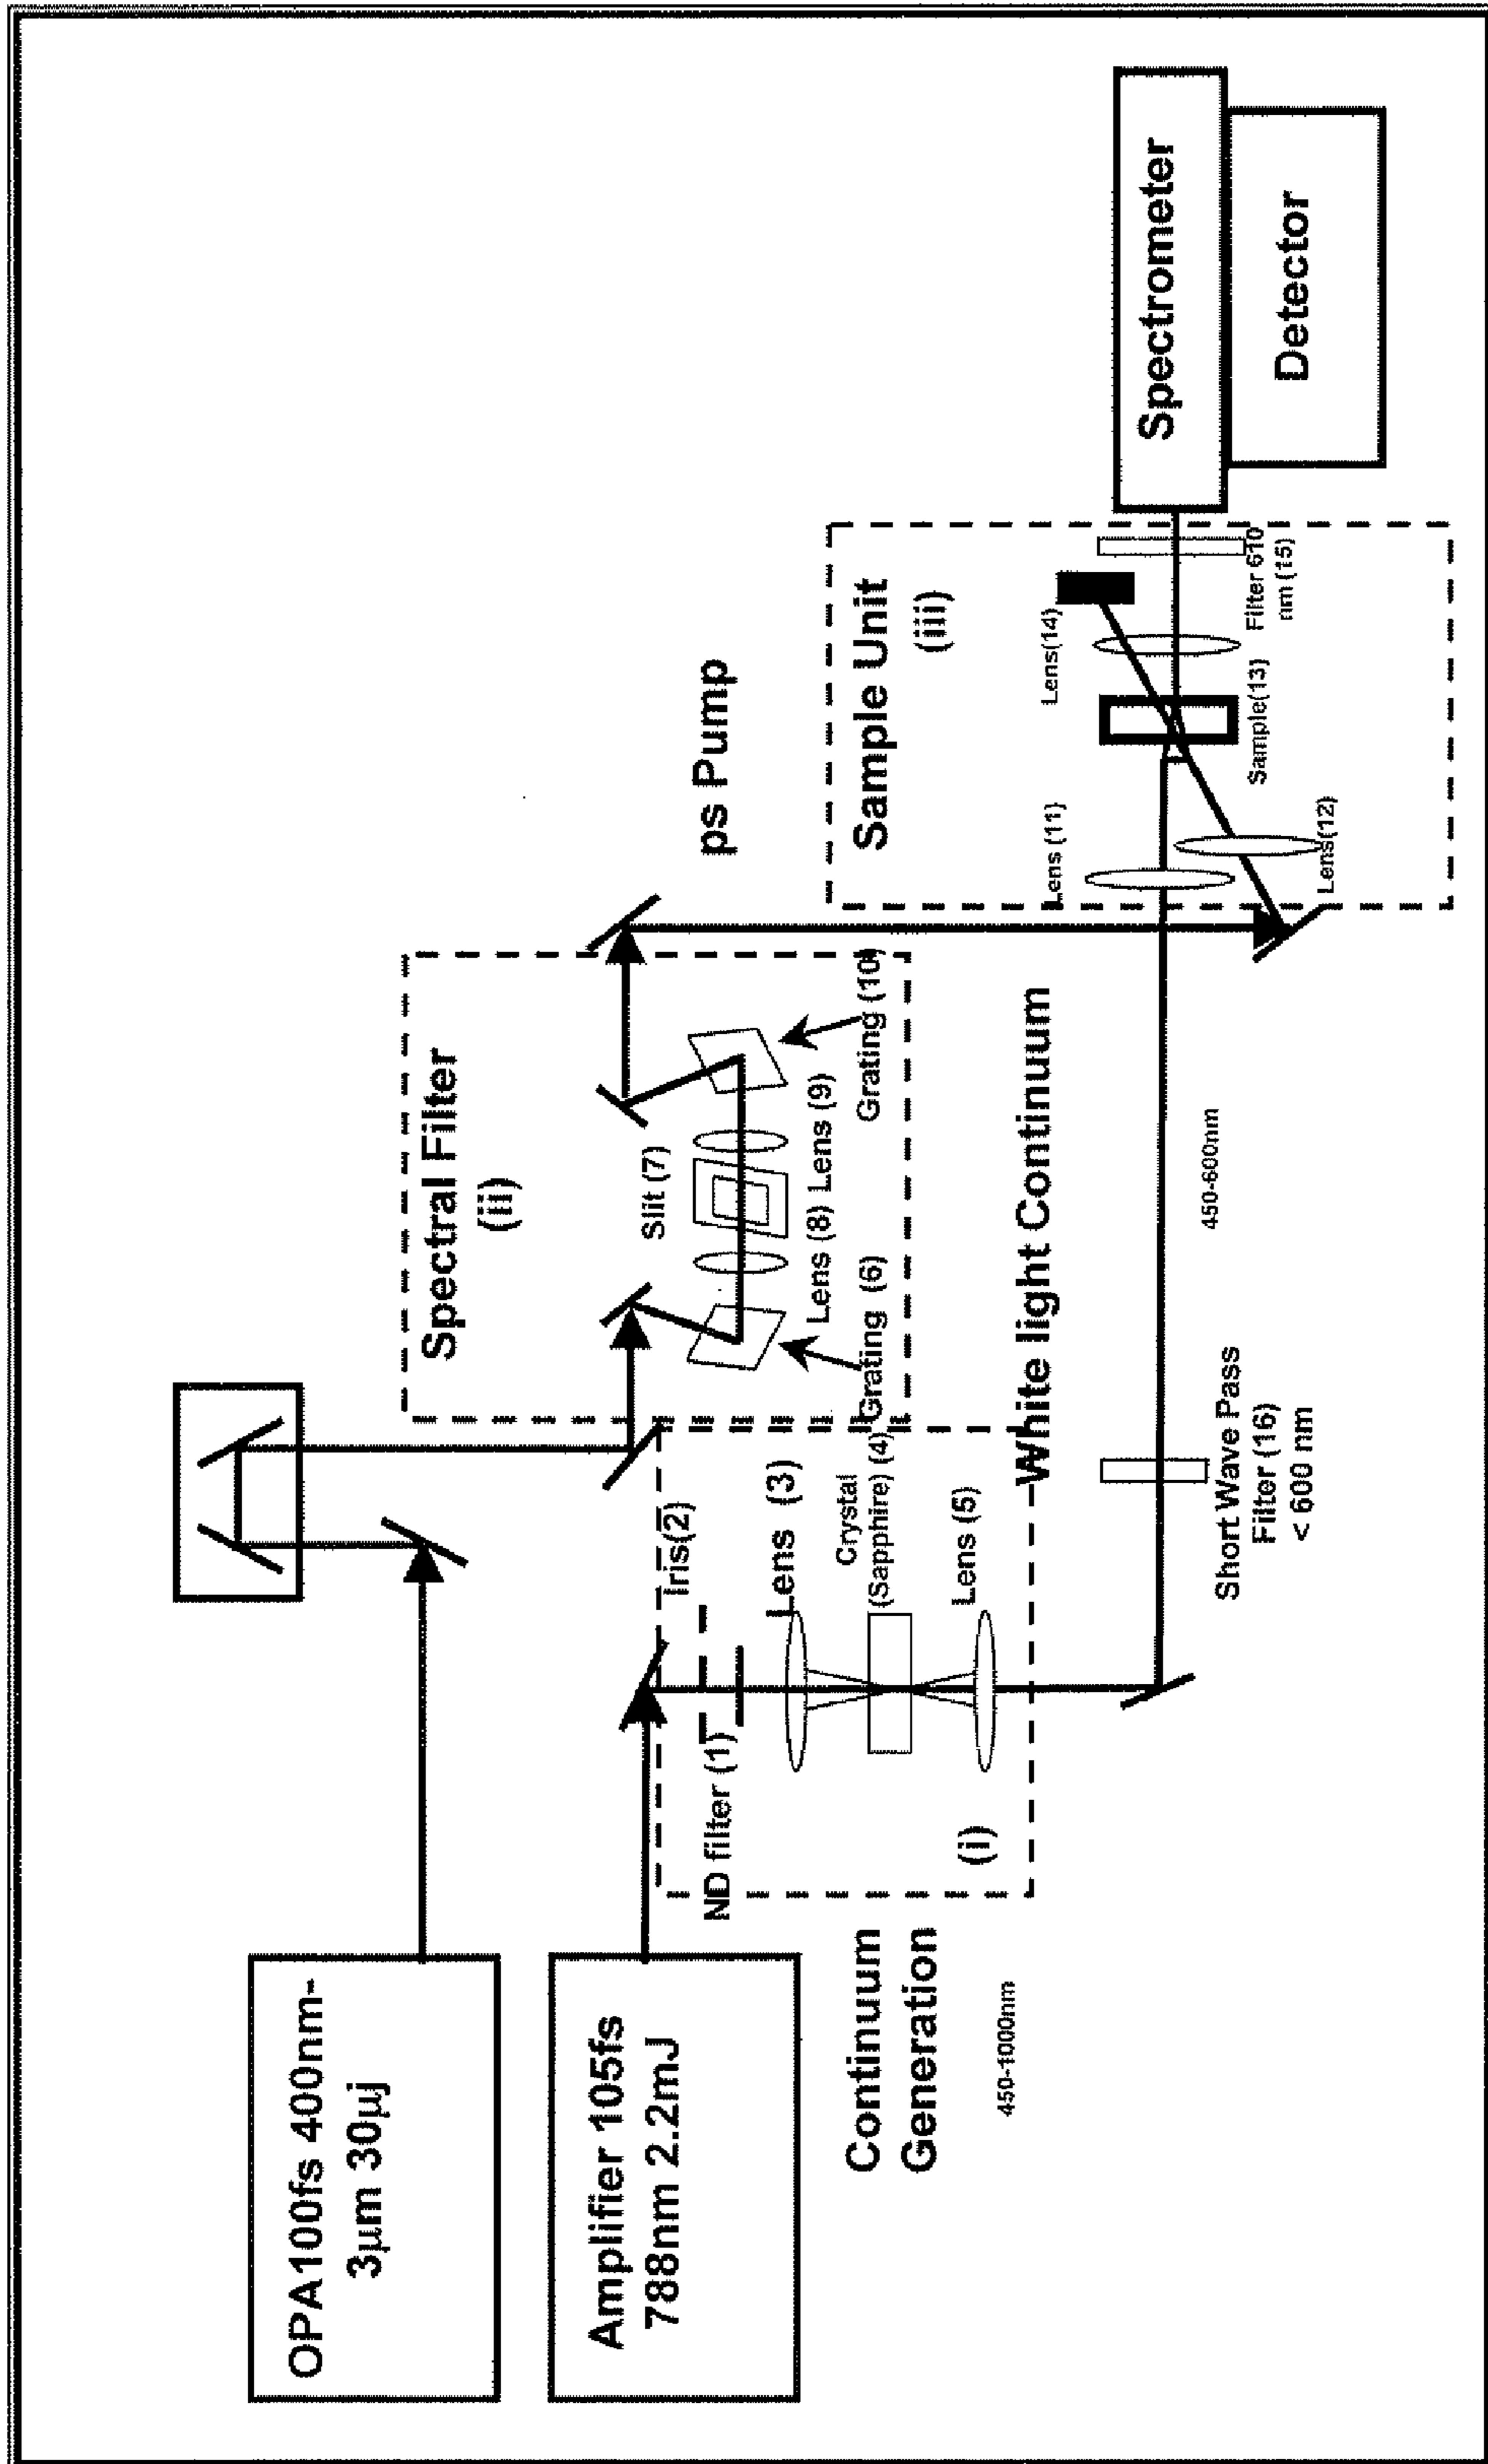 OPA100fs 400nm-
3µm 30µj
Amplifier 105fs
788nm 2.2mJ
Continuum
Generation
450-1000nm
(i)
ND filter (1)
Iris(2)
Lens (3)
Crystal
(Sapphire) (4)
Lens (5)
Spectral Filter
(ii)
Slit (7)
Lens (8) Lens (9)
Grating (6)
Grating (10)
White light Continuum
Short Wave Pass
Filter (16)
< 600 nm
450-600nm
ps Pump
Sample Unit
(iii)
Lens (11)
Lens(12)
Sample(13)
Lens(14)
Filter 610
nm (15)
Spectrometer
Detector